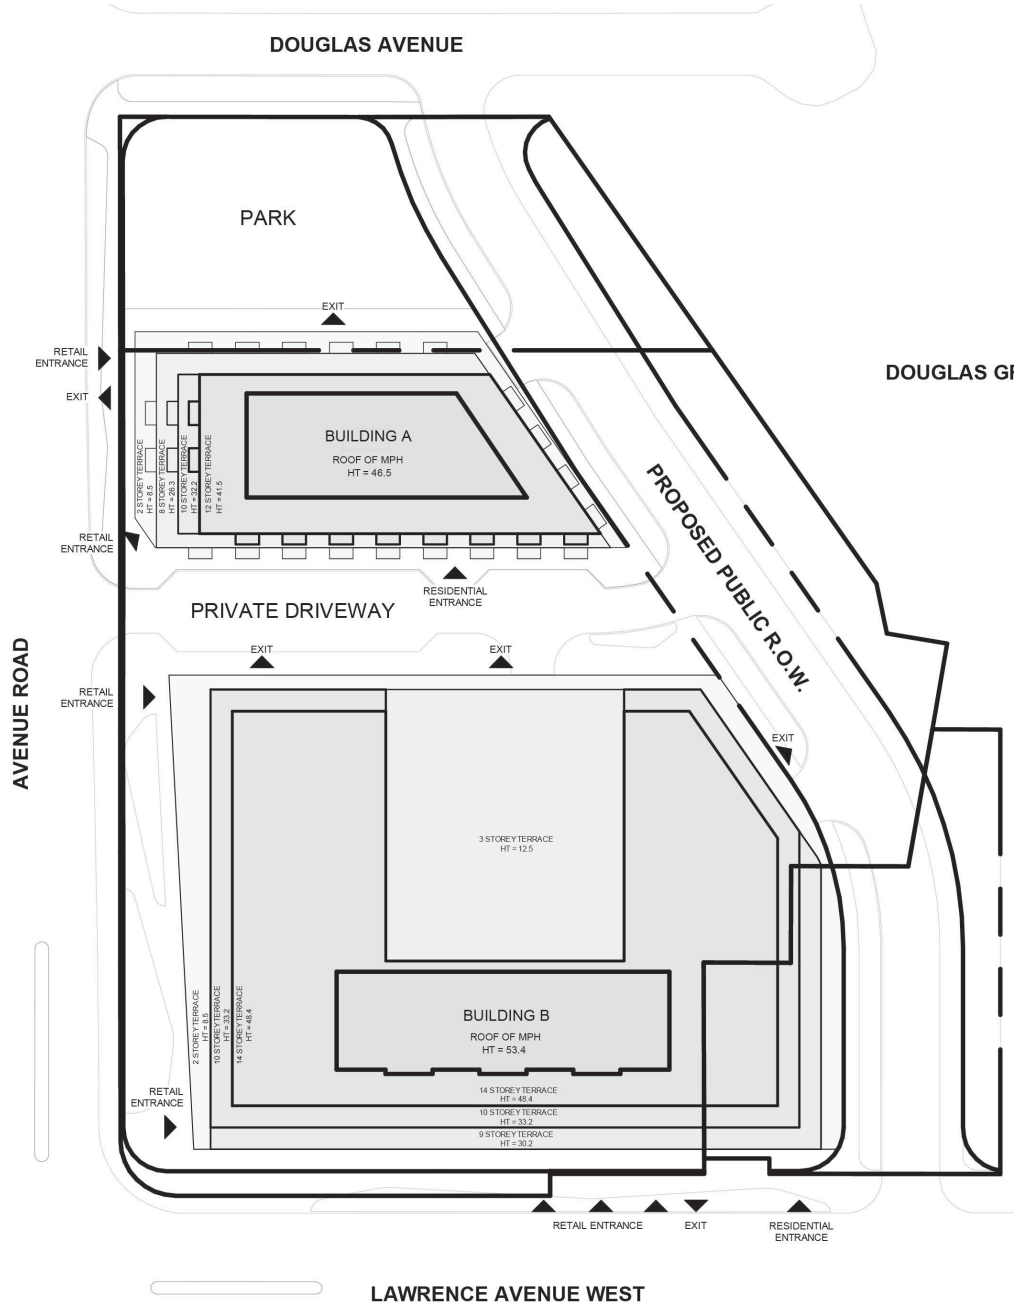 DOUGLAS AVENUE
PARK
EXIT
RETAIL
ENTRANCE
EXIT
DOUGLAS GR
BUILDING A
ROOF OF MPH
HT = 46.5
2 STOREY TERRACE
HT = 8.5
8 STOREY TERRACE
HT = 26.3
10 STOREY TERRACE
HT = 32.2
12 STOREY TERRACE
HT = 41.5
RETAIL
ENTRANCE
RESIDENTIAL
ENTRANCE
PROPOSED PUBLIC R.O.W.
PRIVATE DRIVEWAY
AVENUE ROAD
EXIT
EXIT
RETAIL
ENTRANCE
EXIT
3 STOREY TERRACE
HT = 12.5
2 STOREY TERRACE
HT = 8.5
10 STOREY TERRACE
HT = 33.2
14 STOREY TERRACE
HT = 48.4
BUILDING B
ROOF OF MPH
HT = 53.4
14 STOREY TERRACE
HT = 48.4
10 STOREY TERRACE
HT = 33.2
9 STOREY TERRACE
HT = 30.2
RETAIL
ENTRANCE
RETAIL ENTRANCE
EXIT
RESIDENTIAL
ENTRANCE
LAWRENCE AVENUE WEST